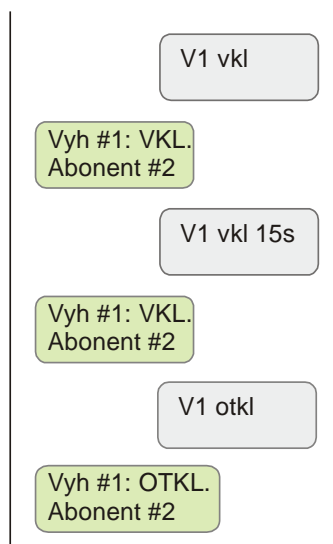 V1 vkl
Vyh #1: VKL.
Abonent #2
V1 vkl 15s
Vyh #1: VKL.
Abonent #2
V1 otkl
Vyh #1: OTKL.
Abonent #2